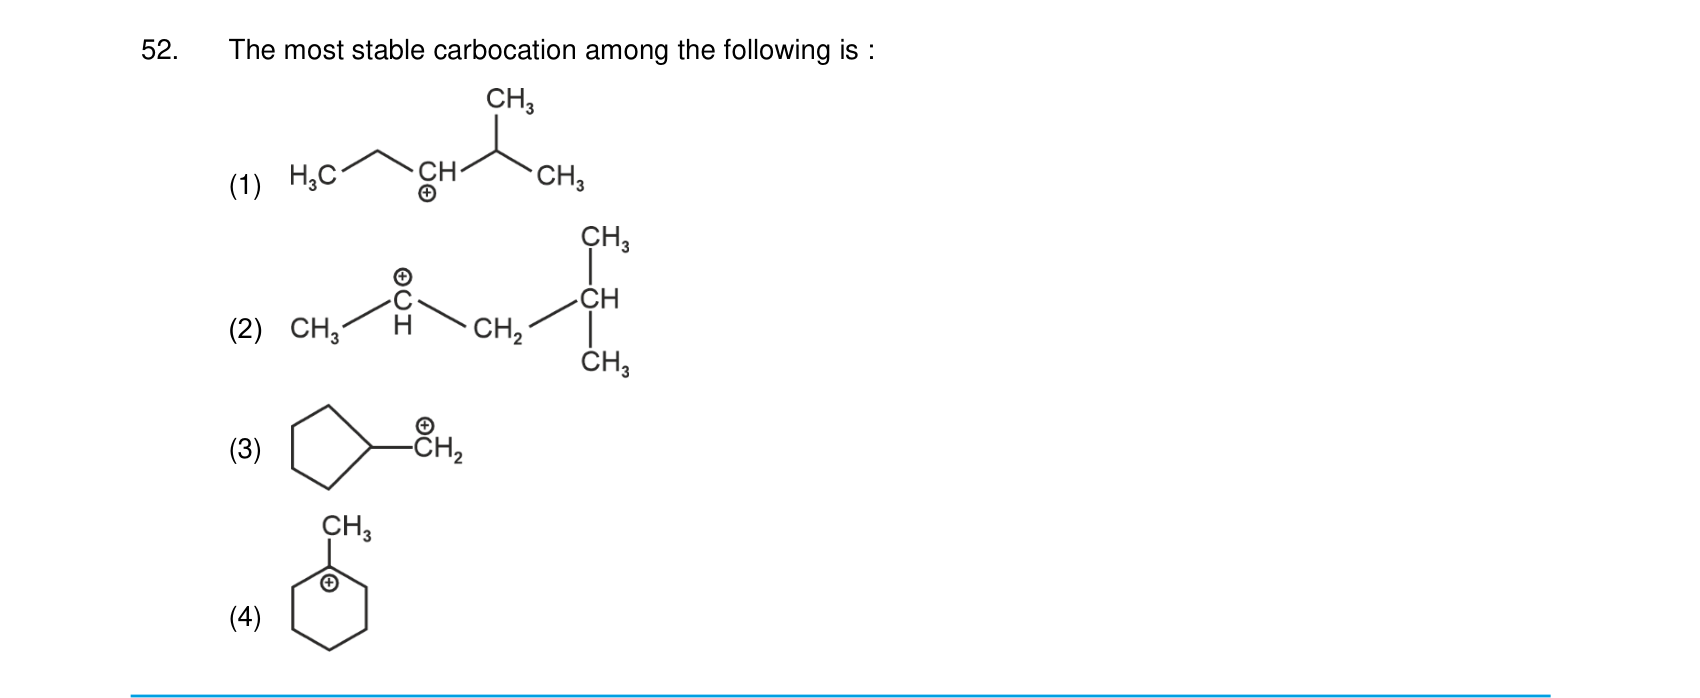 52. The most stable carbocation among the following is :
CH₃
(1) H₃C CH CH₃
⊕
CH₃
⊕
C CH
(2) CH₃ H CH₂
CH₃
⊕
(3) CH₂
CH₃
⊕
(4)